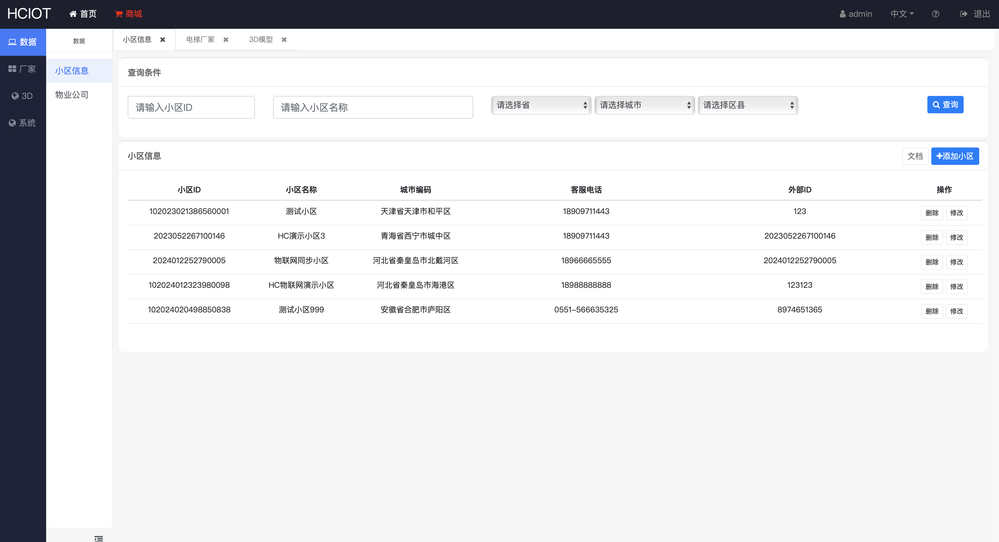 HCIOT 首页 商城 admin 中文 退出
数据
厂家
3D
系统
数据
小区信息
物业公司
小区信息 电梯厂家 3D模型
查询条件
请输入小区ID 请输入小区名称 请选择省 请选择城市 请选择区县 查询
小区信息 文档 添加小区
小区ID 小区名称 城市编码 客服电话 外部ID 操作
102023021386560001 测试小区 天津省天津市和平区 18909711443 123 删除 修改
2023052267100146 HC演示小区3 青海省西宁市城中区 18909711443 2023052267100146 删除 修改
2024012252790005 物联网同步小区 河北省秦皇岛市北戴河区 18966665555 2024012252790005 删除 修改
102024012323980098 HC物联网演示小区 河北省秦皇岛市海港区 18988888888 123123 删除 修改
102024020498850838 测试小区999 安徽省合肥市庐阳区 0551-566635325 8974651365 删除 修改